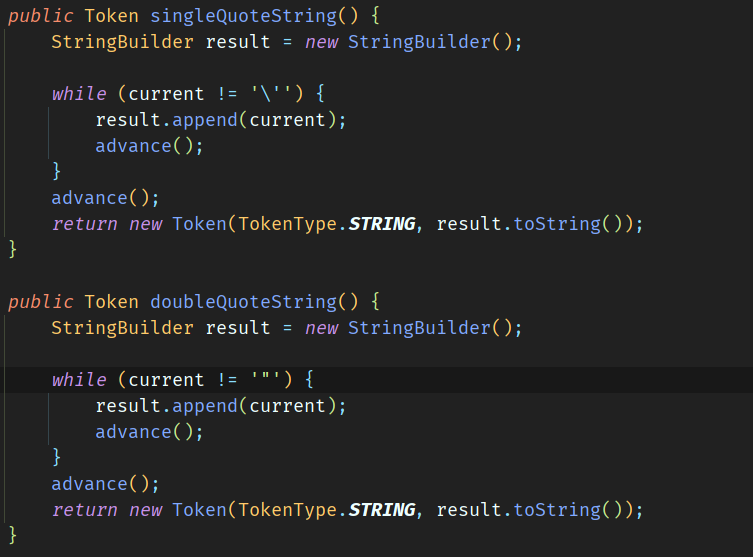 public Token singleQuoteString() {
    StringBuilder result = new StringBuilder();

    while (current != '\'') {
        result.append(current);
        advance();
    }
    advance();
    return new Token(TokenType.STRING, result.toString());
}

public Token doubleQuoteString() {
    StringBuilder result = new StringBuilder();

    while (current != '"') {
        result.append(current);
        advance();
    }
    advance();
    return new Token(TokenType.STRING, result.toString());
}